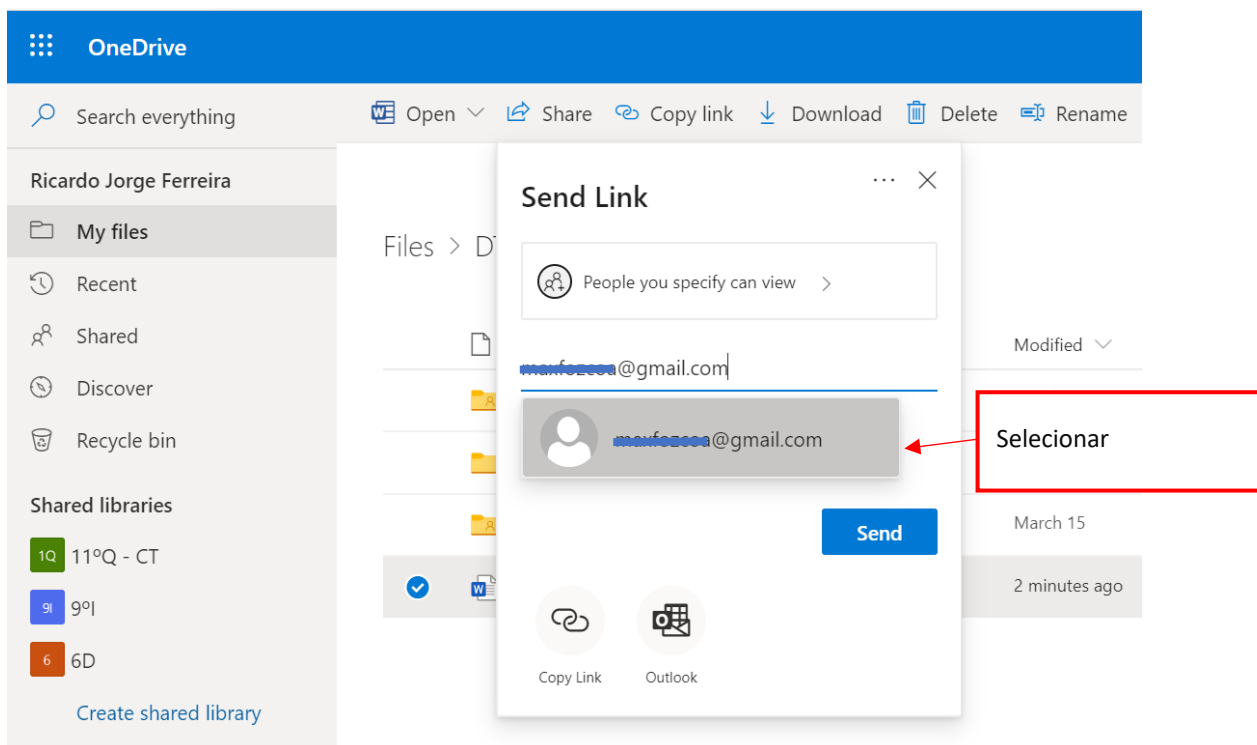 OneDrive
Search everything
Open
Share
Copy link
Download
Delete
Rename
Ricardo Jorge Ferreira
My files
Recent
Shared
Discover
Recycle bin
Shared libraries
1Q 11ºQ - CT
9I 9ºI
6 6D
Create shared library
Files >
Modified
March 15
2 minutes ago
Send Link
People you specify can view
@gmail.com
@gmail.com
Send
Copy Link
Outlook
Selecionar